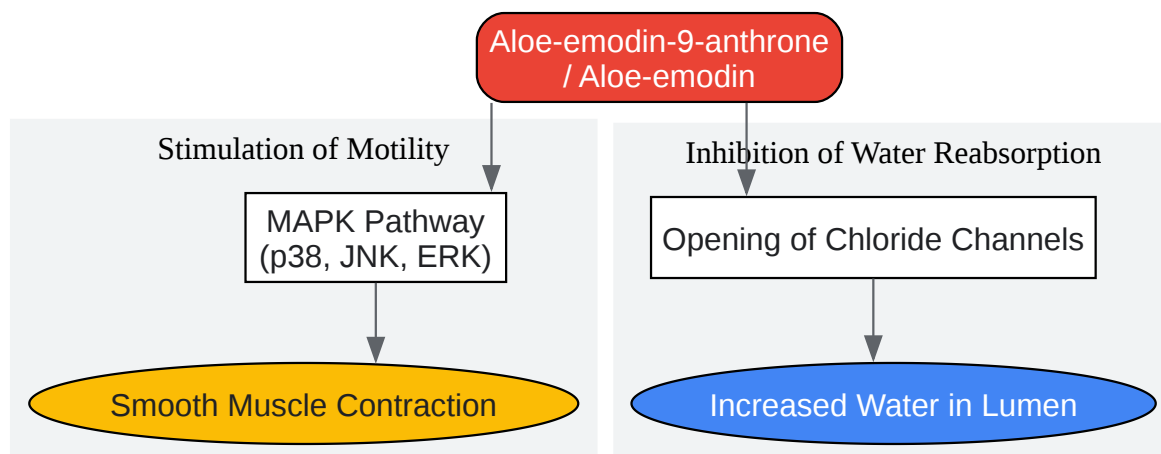 Aloe-emodin-9-anthrone
/ Aloe-emodin
Stimulation of Motility
MAPK Pathway
(p38, JNK, ERK)
Smooth Muscle Contraction
Inhibition of Water Reabsorption
Opening of Chloride Channels
Increased Water in Lumen